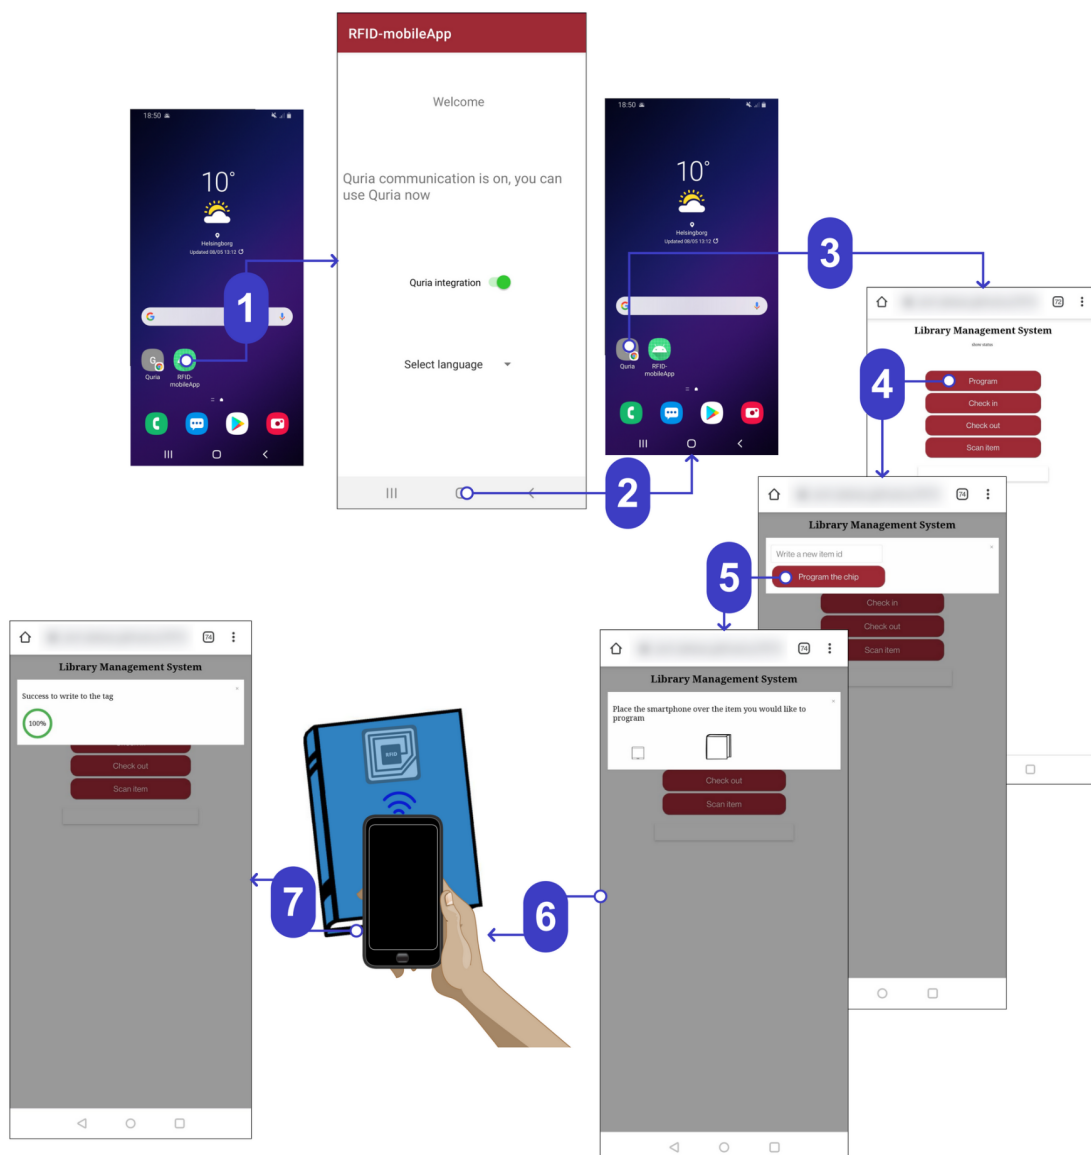 18:50
10°
Helsingborg
Updated 08/05 13:12
1
G
Quria
RFID-
mobileApp
RFID-mobileApp
Welcome
Quria communication is on, you can
use Quria now
Quria integration
Select language
2
18:50
10°
Helsingborg
Updated 08/05 13:12
G
Quria
RFID-
mobileApp
3
72
Library Management System
show status
4
Program
Check in
Check out
Scan item
74
Library Management System
Write a new item id
5
Program the chip
Check in
Check out
Scan item
74
Library Management System
Place the smartphone over the item you would like to
program
Check out
Scan item
6
RFID
7
74
Library Management System
Success to write to the tag
100%
Check out
Scan item